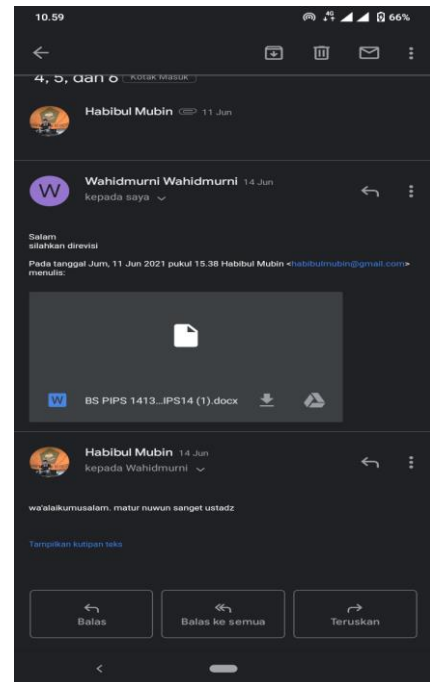 10.59
4G
66%
4, 5, dan 6 Kotak Masuk
Habibul Mubin 11 Jun
W
Wahidmurni Wahidmurni 14 Jun
kepada saya
Salam
silahkan direvisi
Pada tanggal Jum, 11 Jun 2021 pukul 15.38 Habibul Mubin <habibulmubin@gmail.com>
menulis:
W BS PIPS 1413...IPS14 (1).docx
Habibul Mubin 14 Jun
kepada Wahidmurni
wa'alaikumusalam. matur nuwun sanget ustadz
Tampilkan kutipan teks
Balas
Balas ke semua
Teruskan